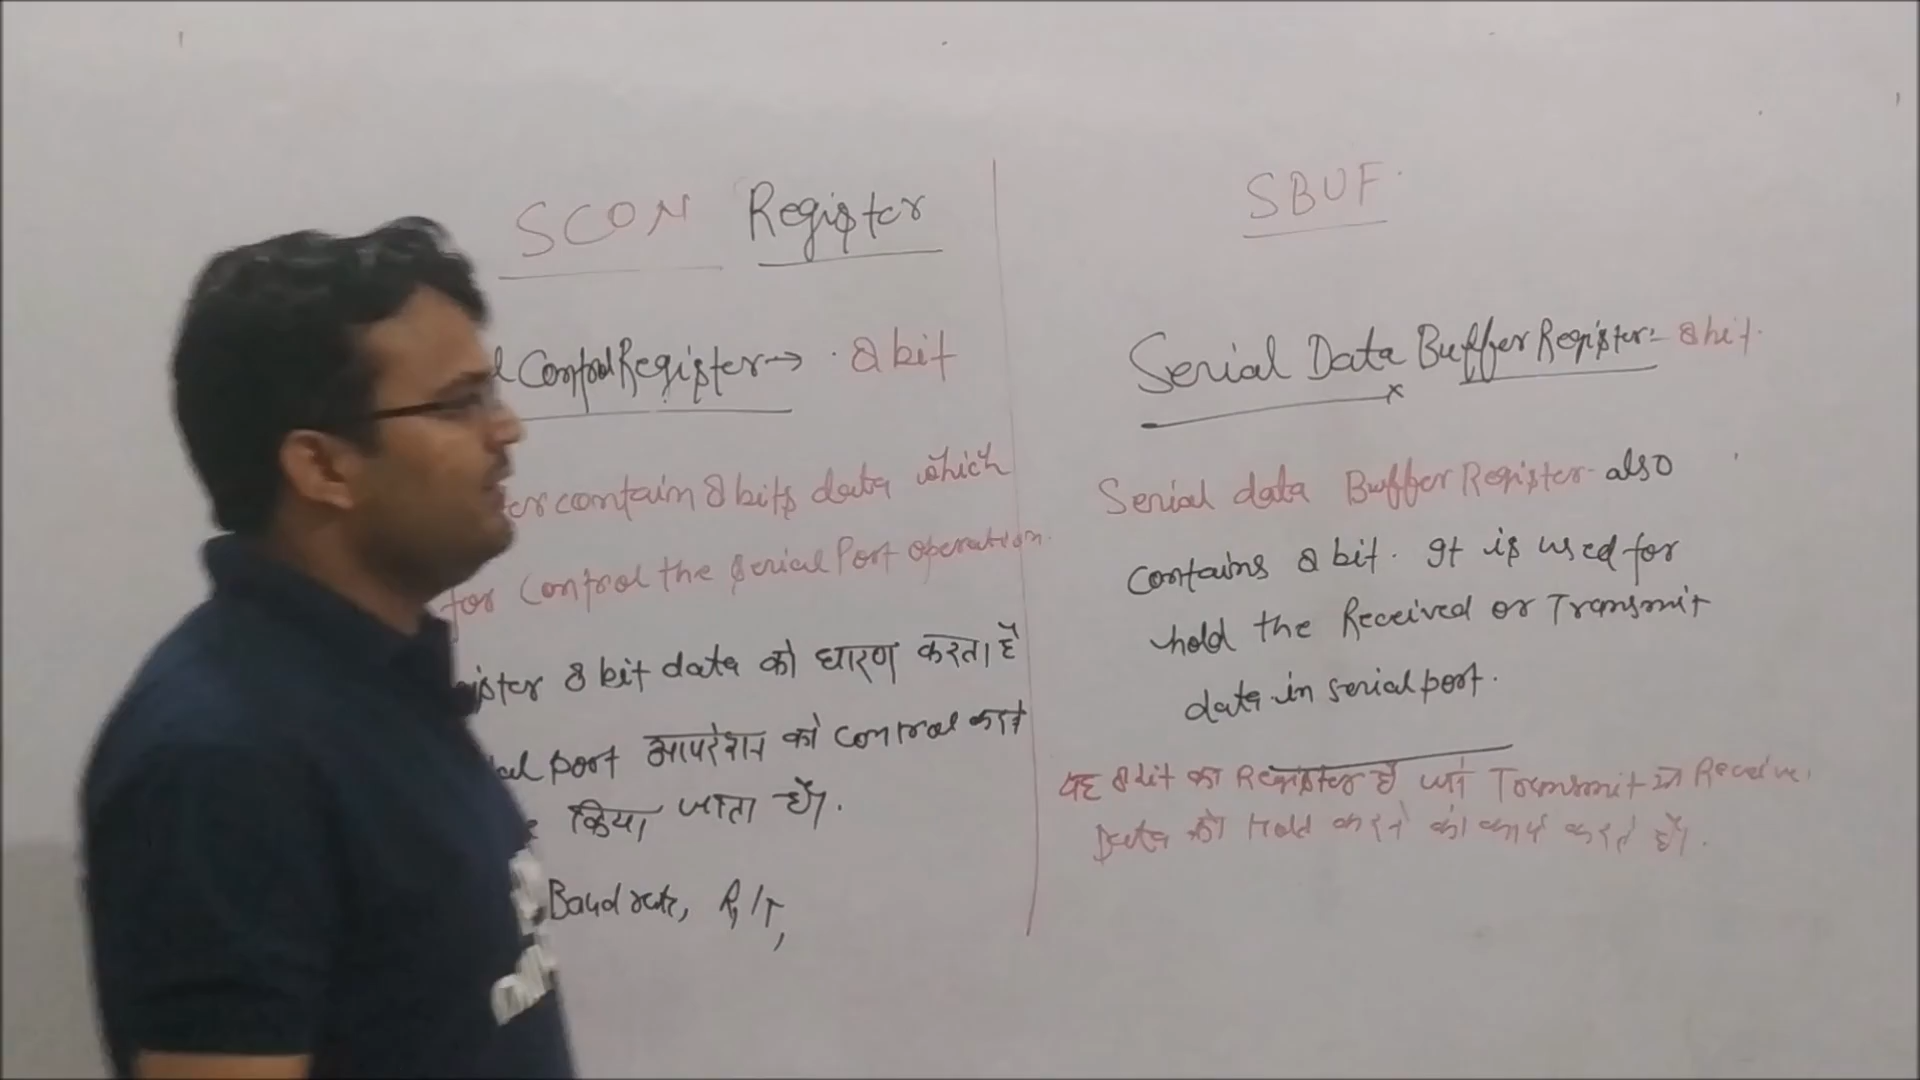 SCON Register
Control Register → 8 bit
contain 8 bits data which
for control the serial Port operation.
8 bit data को धारण करता है
port आपरेशन को control करने
किया जाता है।
Baud rate, R/T,
SBUF
Serial Data Buffer Register: 8 bit.
Serial data Buffer Register also
contains 8 bit. It is used for
hold the Received or Transmit
data in serial port.
यह 8 bit का Register है जो Transmit या Receive
Data को Hold करने का कार्य करते है।